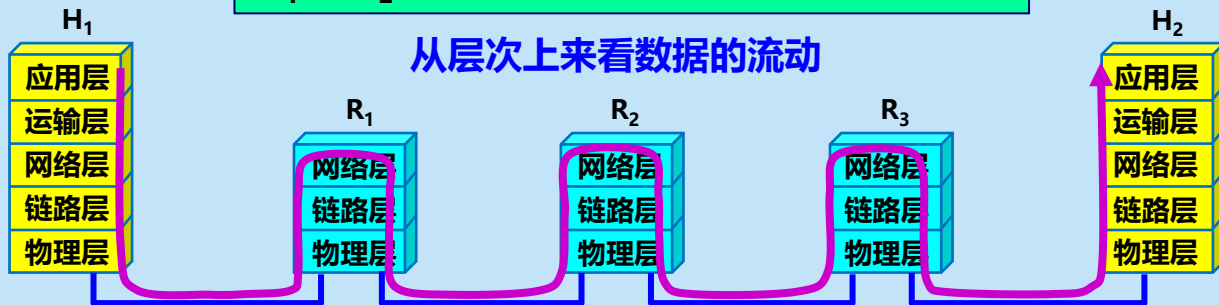 H₁
H₂
从层次上来看数据的流动
R₁
R₂
R₃
应用层
运输层
网络层
链路层
物理层
网络层
链路层
物理层
网络层
链路层
物理层
网络层
链路层
物理层
应用层
运输层
网络层
链路层
物理层